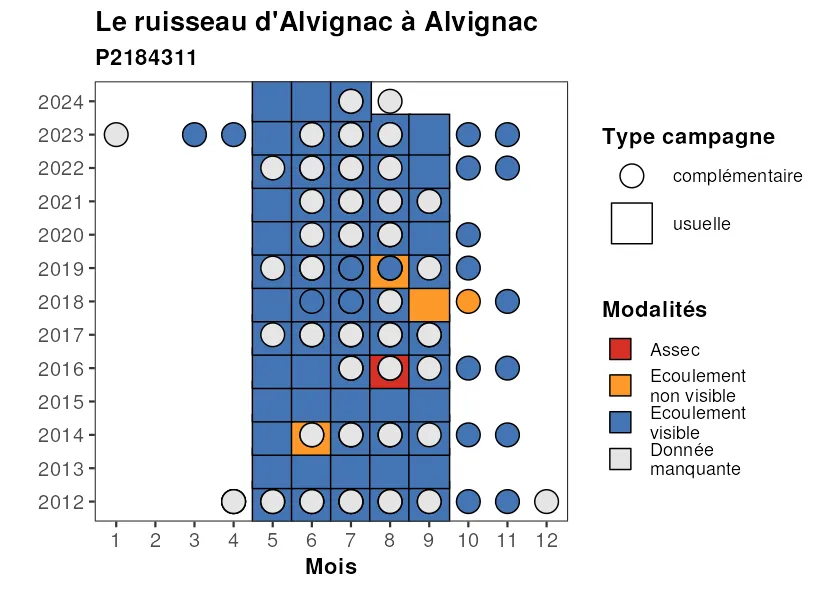 Le ruisseau d'Alvignac à Alvignac
P2184311
2024
2023
2022
2021
2020
2019
2018
2017
2016
2015
2014
2013
2012
1 2 3 4 5 6 7 8 9 10 11 12
Mois
Type campagne
complémentaire
usuelle
Modalités
Assec
Ecoulement
non visible
Ecoulement
visible
Donnée
manquante